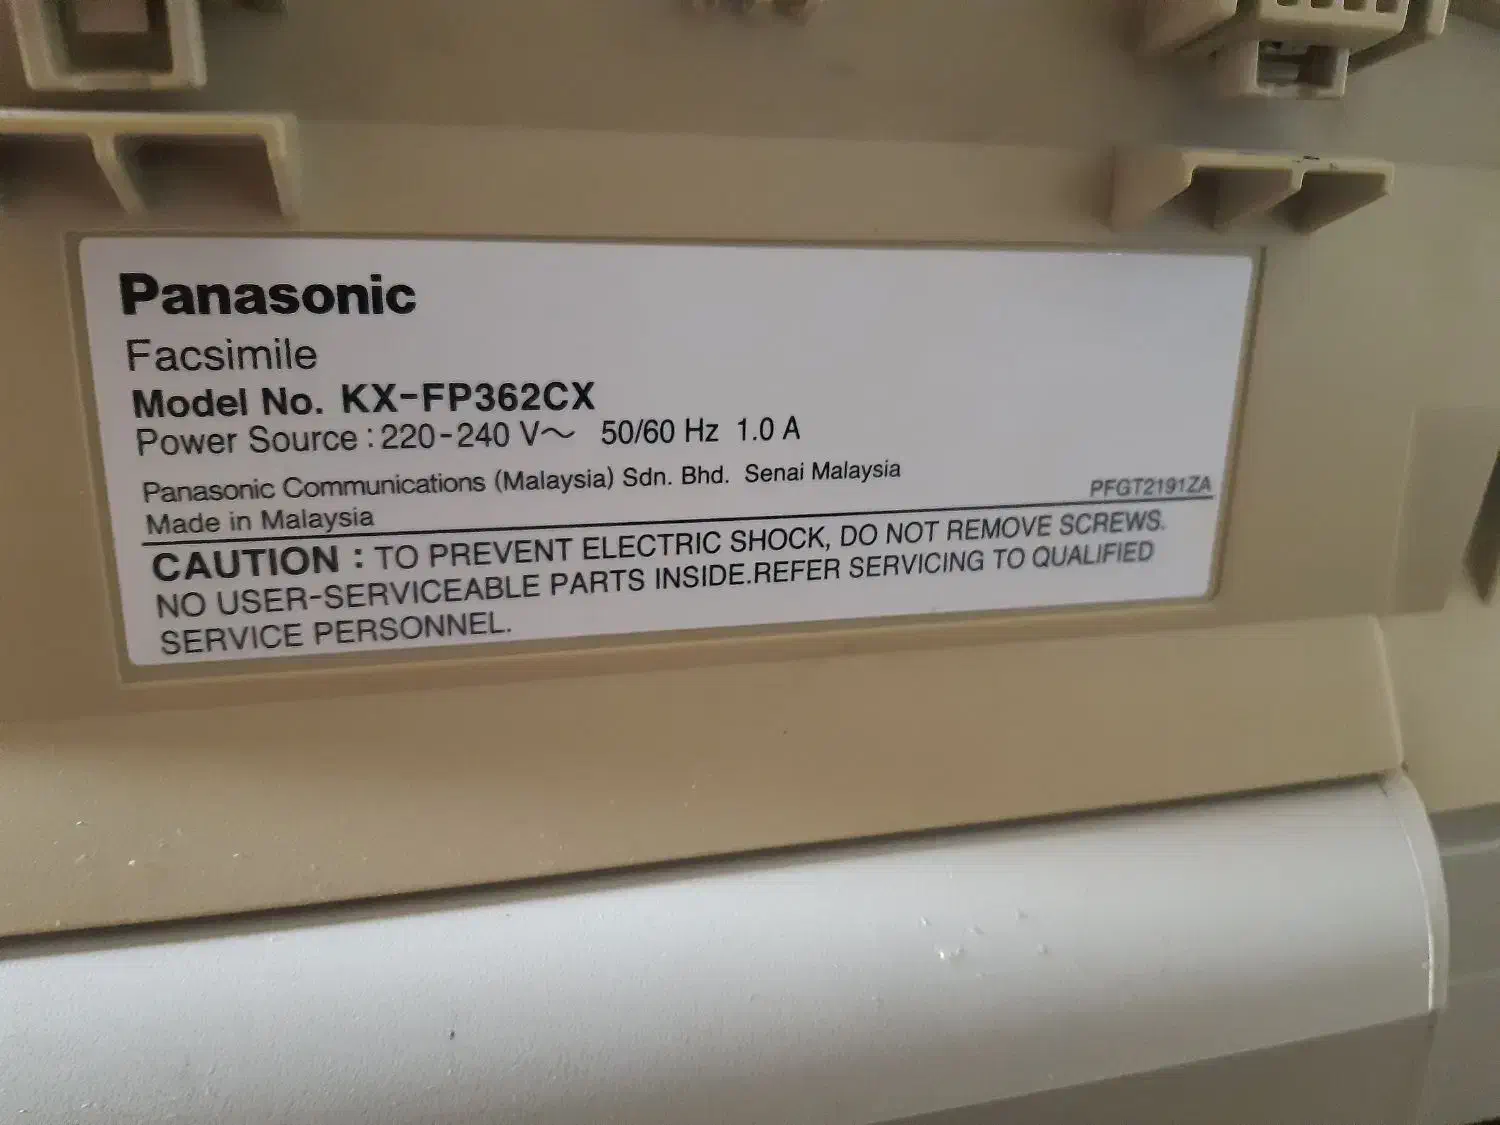 Panasonic
Facsimile
Model No. KX-FP362CX
Power Source : 220-240 V～ 50/60 Hz 1.0 A
Panasonic Communications (Malaysia) Sdn. Bhd. Senai Malaysia
Made in Malaysia
PFGT2191ZA
CAUTION : TO PREVENT ELECTRIC SHOCK, DO NOT REMOVE SCREWS.
NO USER-SERVICEABLE PARTS INSIDE.REFER SERVICING TO QUALIFIED
SERVICE PERSONNEL.